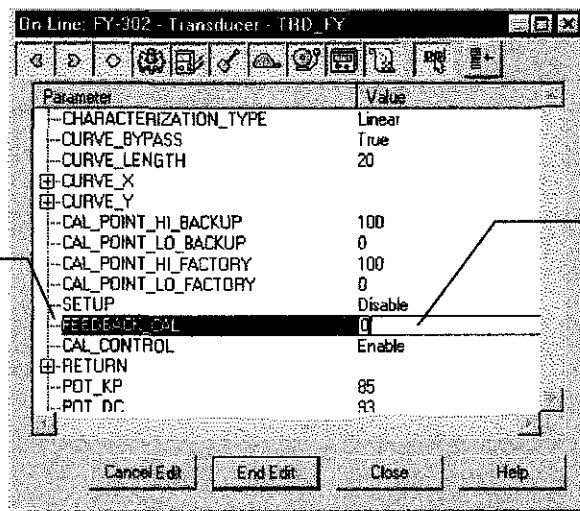 On Line: FY-302 - Transducer - TRD_FY
Parameter Value
CHARACTERIZATION_TYPE Linear
CURVE_BYPASS True
CURVE_LENGTH 20
CURVE_X
CURVE_Y
CAL_POINT_HI_BACKUP 100
CAL_POINT_LO_BACKUP 0
CAL_POINT_HI_FACTORY 100
CAL_POINT_LO_FACTORY 0
SETUP Disable
FEEDBACK_CAL 0
CAL_CONTROL Enable
RETURN
POT_KP 85
POT_DC 93
Cancel Edit End Edit Close Help